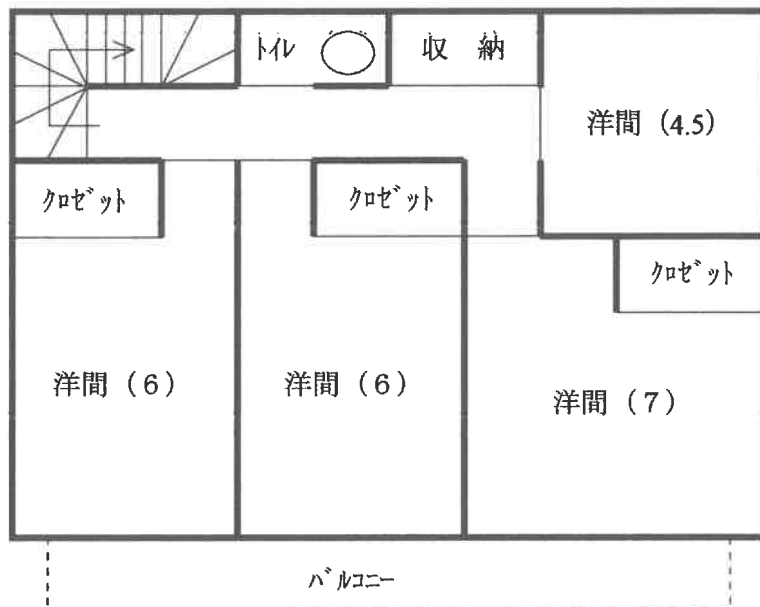 トイレ
収 納
洋間（4.5）
クロゼット
クロゼット
クロゼット
洋間（6）
洋間（6）
洋間（7）
バルコニー